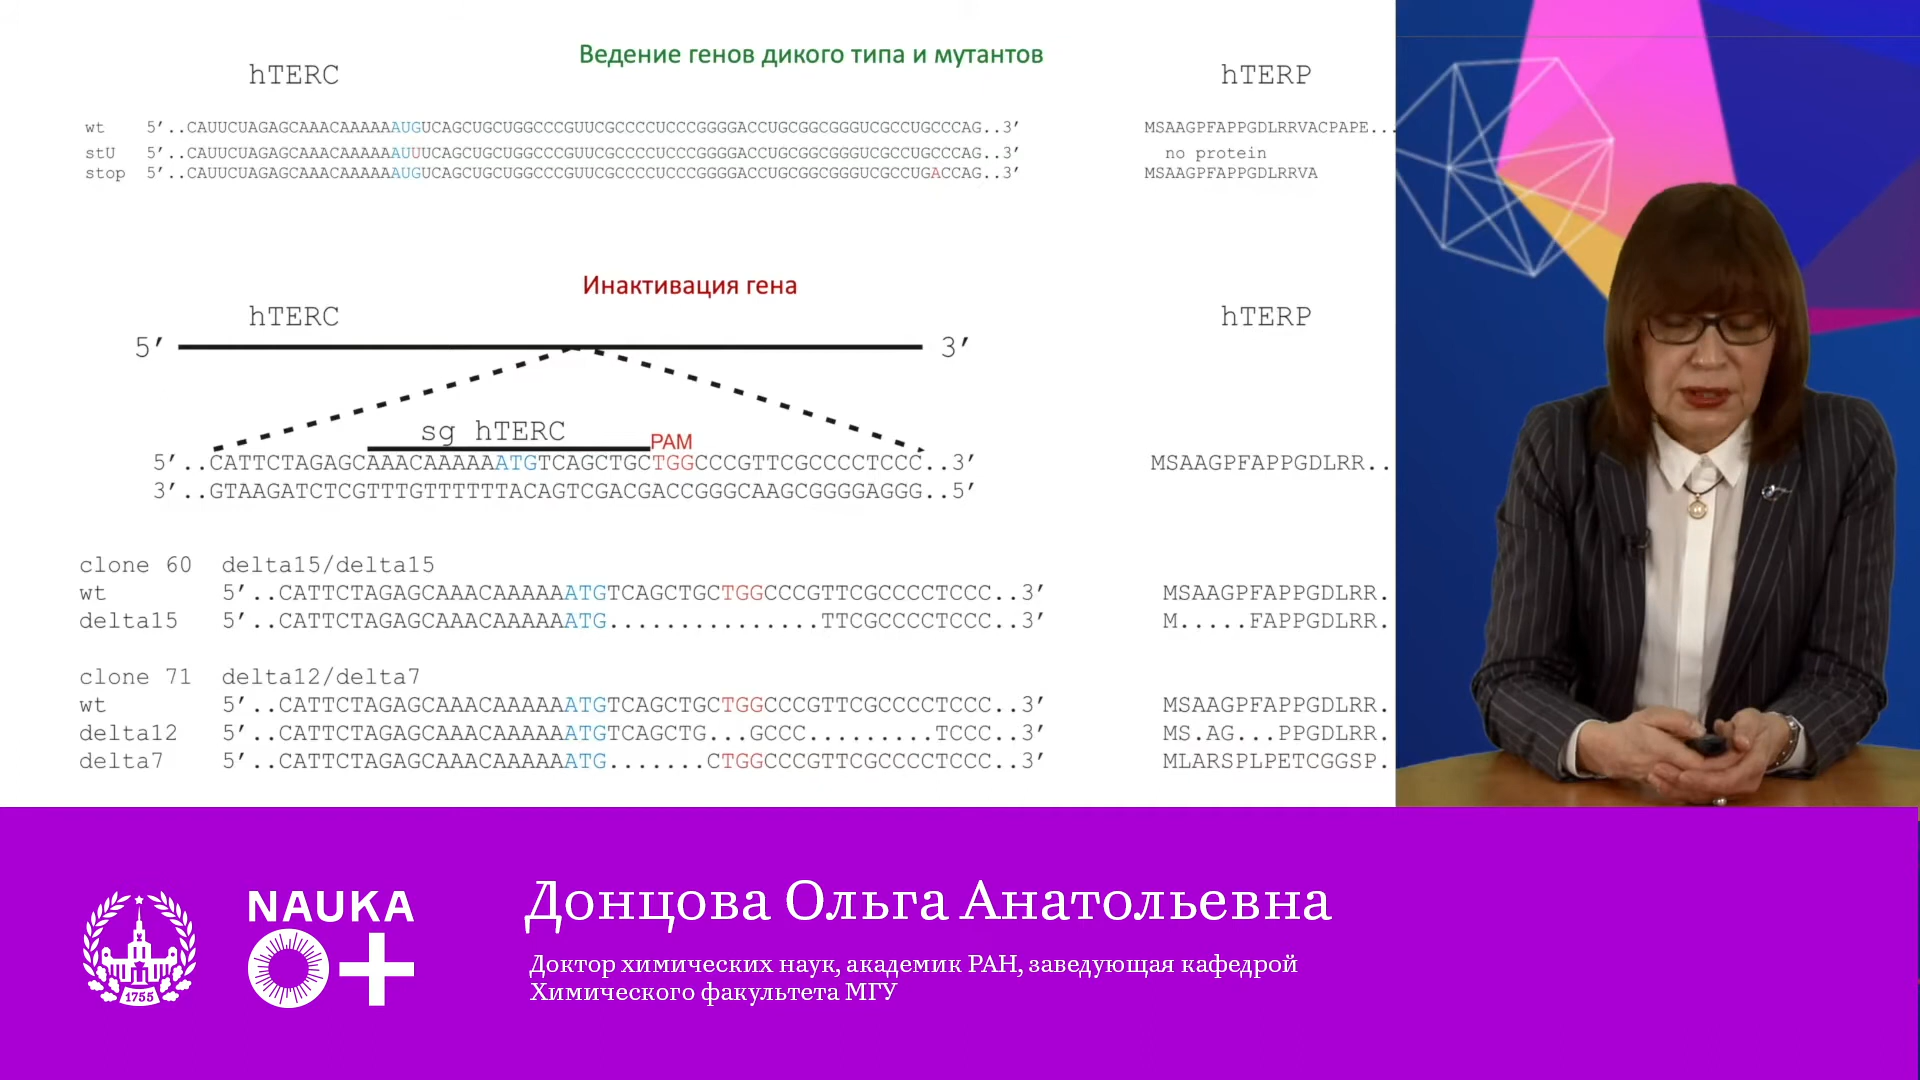 Ведение генов дикого типа и мутантов
hTERC hTERP
wt 5’..CAUUCUAGAGCAAACAAAAAAUGUCAGCUGCUGGCCCGUUCGCCCCUCCCGGGGACCUGCGGCGGGUCGCCUGCCCAG..3’ MSAAGPFAPPGDLRRVACPAPE...
stU 5’..CAUUCUAGAGCAAACAAAAAAUUUCAGCUGCUGGCCCGUUCGCCCCUCCCGGGGACCUGCGGCGGGUCGCCUGCCCAG..3’ no protein
stop 5’..CAUUCUAGAGCAAACAAAAAAUGUCAGCUGCUGGCCCGUUCGCCCCUCCCGGGGACCUGCGGCGGGUCGCCUGACCAG..3’ MSAAGPFAPPGDLRRVA
Инактивация гена
hTERC hTERP
5’ 3’
sg hTERC PAM
5’..CATTCTAGAGCAAACAAAAAATGTCAGCTGCTGGCCCGTTCGCCCCTCCC..3’ MSAAGPFAPPGDLRR..
3’..GTAAGATCTCGTTTGTTTTTTACAGTCGACGACCGGGCAAGCGGGGAGGG..5’
clone 60 delta15/delta15
wt 5’..CATTCTAGAGCAAACAAAAAATGTCAGCTGCTGGCCCGTTCGCCCCTCCC..3’ MSAAGPFAPPGDLRR.
delta15 5’..CATTCTAGAGCAAACAAAAAATG...............TTCGCCCCTCCC..3’ M.....FAPPGDLRR.
clone 71 delta12/delta7
wt 5’..CATTCTAGAGCAAACAAAAAATGTCAGCTGCTGGCCCGTTCGCCCCTCCC..3’ MSAAGPFAPPGDLRR.
delta12 5’..CATTCTAGAGCAAACAAAAAATGTCAGCTG...GCCC.........TCCC..3’ MS.AG...PPGDLRR.
delta7 5’..CATTCTAGAGCAAACAAAAAATG.......CTGGCCCGTTCGCCCCTCCC..3’ MLARSPLPETCGGSP.
1755
NAUKA
0+
Донцова Ольга Анатольевна
Доктор химических наук, академик РАН, заведующая кафедрой
Химического факультета МГУ